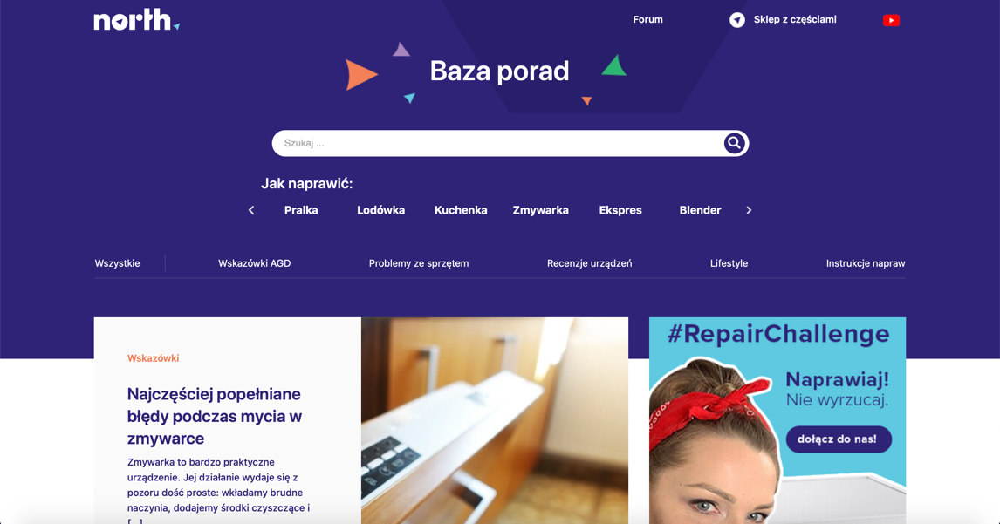 north
Forum
Sklep z częściami
Baza porad
Szukaj ...
Jak naprawić:
Pralka Lodówka Kuchenka Zmywarka Ekspres Blender
Wszystkie Wskazówki AGD Problemy ze sprzętem Recenzje urządzeń Lifestyle Instrukcje napraw
Wskazówki
Najczęściej popełniane
błędy podczas mycia w
zmywarce
Zmywarka to bardzo praktyczne
urządzenie. Jej działanie wydaje się z
pozoru dość proste: wkładamy brudne
naczynia, dodajemy środki czyszczące i
[...]
#RepairChallenge
Naprawiaj!
Nie wyrzucaj.
dołącz do nas!